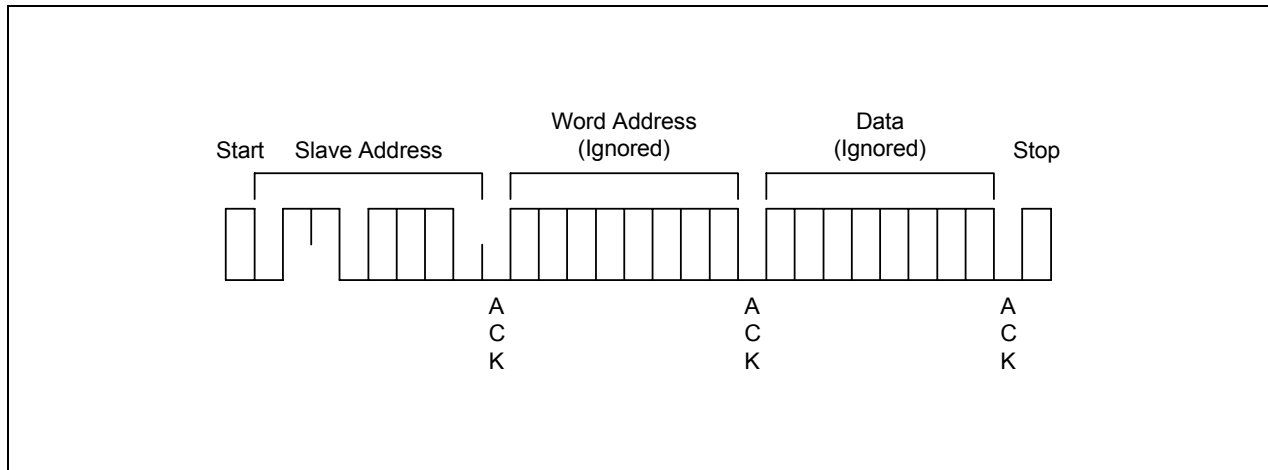 Start
Slave Address
Word Address
(Ignored)
Data
(Ignored)
Stop
A
C
K
A
C
K
A
C
K